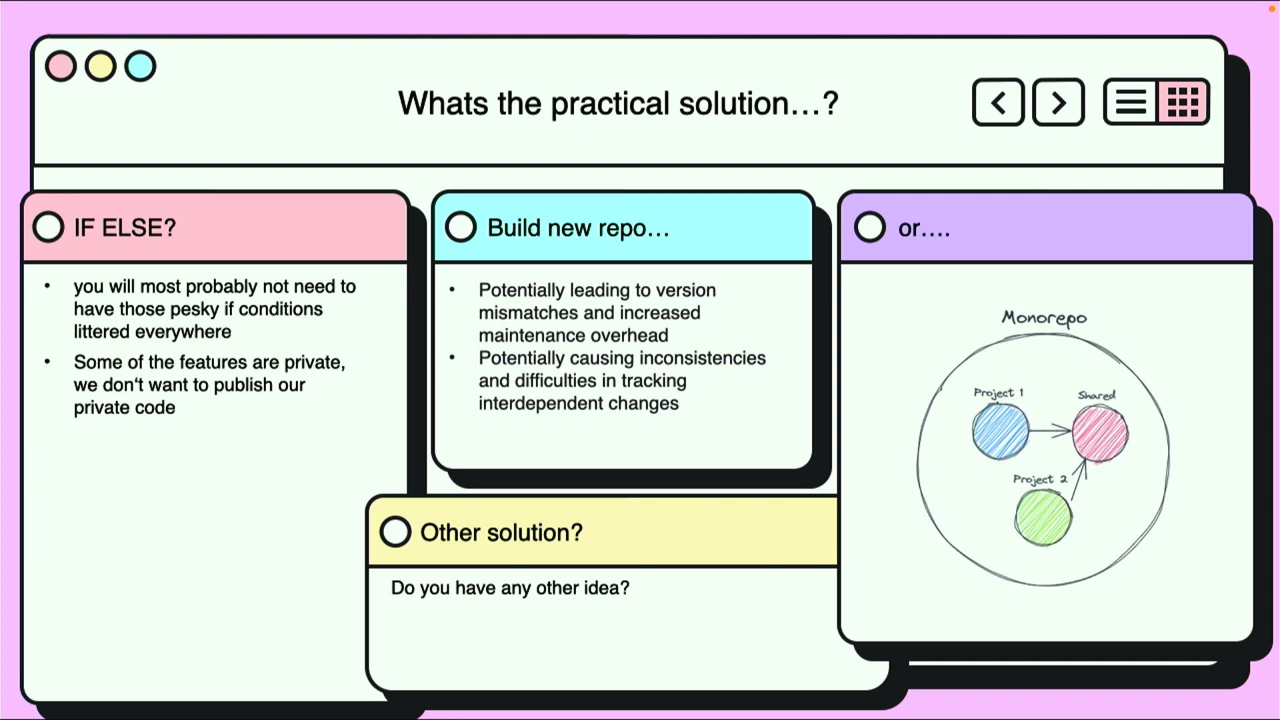 Whats the practical solution…?
IF ELSE?
• you will most probably not need to
have those pesky if conditions
littered everywhere
• Some of the features are private,
we don't want to publish our
private code
Build new repo…
• Potentially leading to version
mismatches and increased
maintenance overhead
• Potentially causing inconsistencies
and difficulties in tracking
interdependent changes
Other solution?
Do you have any other idea?
or….
Monorepo
Project 1
Shared
Project 2